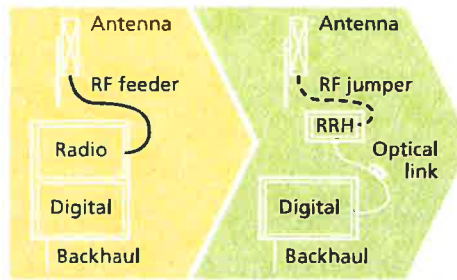 Antenna
RF feeder
Radio
Digital
Backhaul
Antenna
RF jumper
RRH
Optical
link
Digital
Backhaul